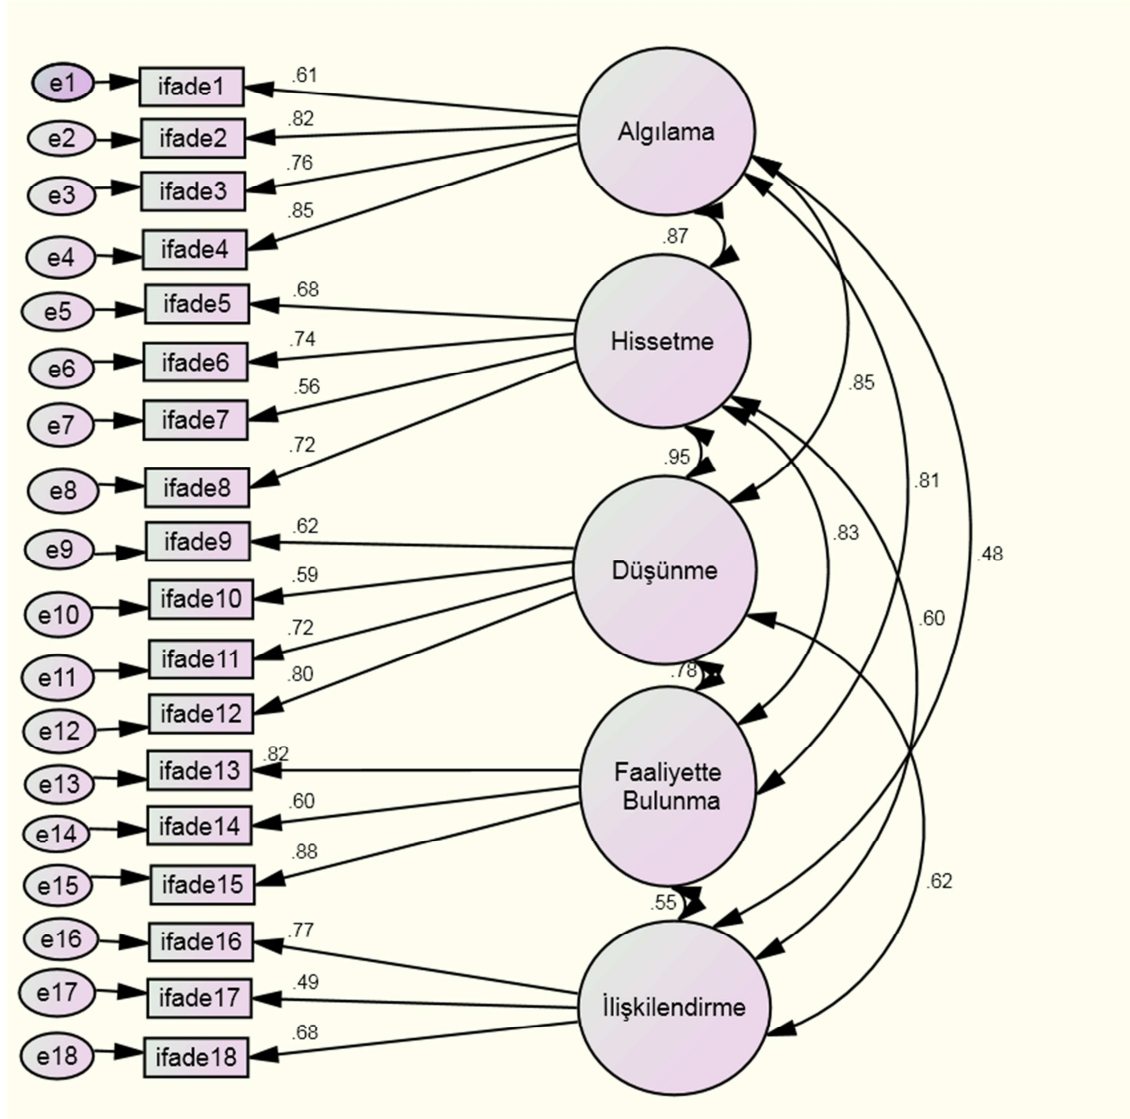 e1 ifade1 .61
e2 ifade2 .82
e3 ifade3 .76
e4 ifade4 .85
Algılama
.87
e5 ifade5 .68
e6 ifade6 .74
e7 ifade7 .56
e8 ifade8 .72
Hissetme
.85
.95
.81
e9 ifade9 .62
e10 ifade10 .59
e11 ifade11 .72
e12 ifade12 .80
Düşünme
.83
.48
.60
.78
e13 ifade13 .82
e14 ifade14 .60
e15 ifade15 .88
Faaliyette
Bulunma
.62
.55
e16 ifade16 .77
e17 ifade17 .49
e18 ifade18 .68
İlişkilendirme